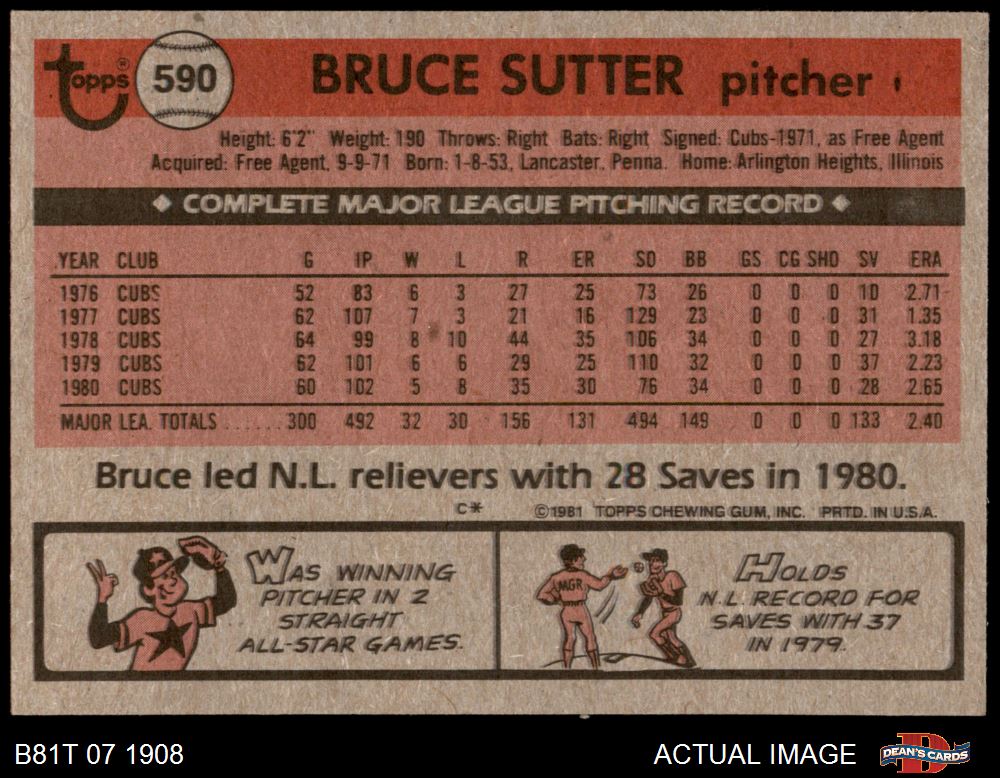 Topps® 590 BRUCE SUTTER pitcher
Height: 6'2" Weight: 190 Throws: Right Bats: Right Signed: Cubs-1971, as Free Agent
Acquired: Free Agent, 9-9-71 Born: 1-8-53, Lancaster, Penna. Home: Arlington Heights, Illinois
◆ COMPLETE MAJOR LEAGUE PITCHING RECORD ◆
YEAR CLUB G IP W L R ER SO BB GS CG SHO SV ERA
1976 CUBS 52 83 6 3 27 25 73 26 0 0 0 10 2.71
1977 CUBS 62 107 7 3 21 16 129 23 0 0 0 31 1.35
1978 CUBS 64 99 8 10 44 35 106 34 0 0 0 27 3.18
1979 CUBS 62 101 6 6 29 25 110 32 0 0 0 37 2.23
1980 CUBS 60 102 5 8 35 30 76 34 0 0 0 28 2.65
MAJOR LEA. TOTALS ...... 300 492 32 30 156 131 494 149 0 0 0 133 2.40
Bruce led N.L. relievers with 28 Saves in 1980.
C* ©1981 TOPPS CHEWING GUM, INC. PRTD. IN U.S.A.
WAS WINNING
PITCHER IN 2
STRAIGHT
ALL-STAR GAMES.
MGR
HOLDS
N.L. RECORD FOR
SAVES WITH 37
IN 1979.
B81T 07 1908 ACTUAL IMAGE DEAN'S CARDS